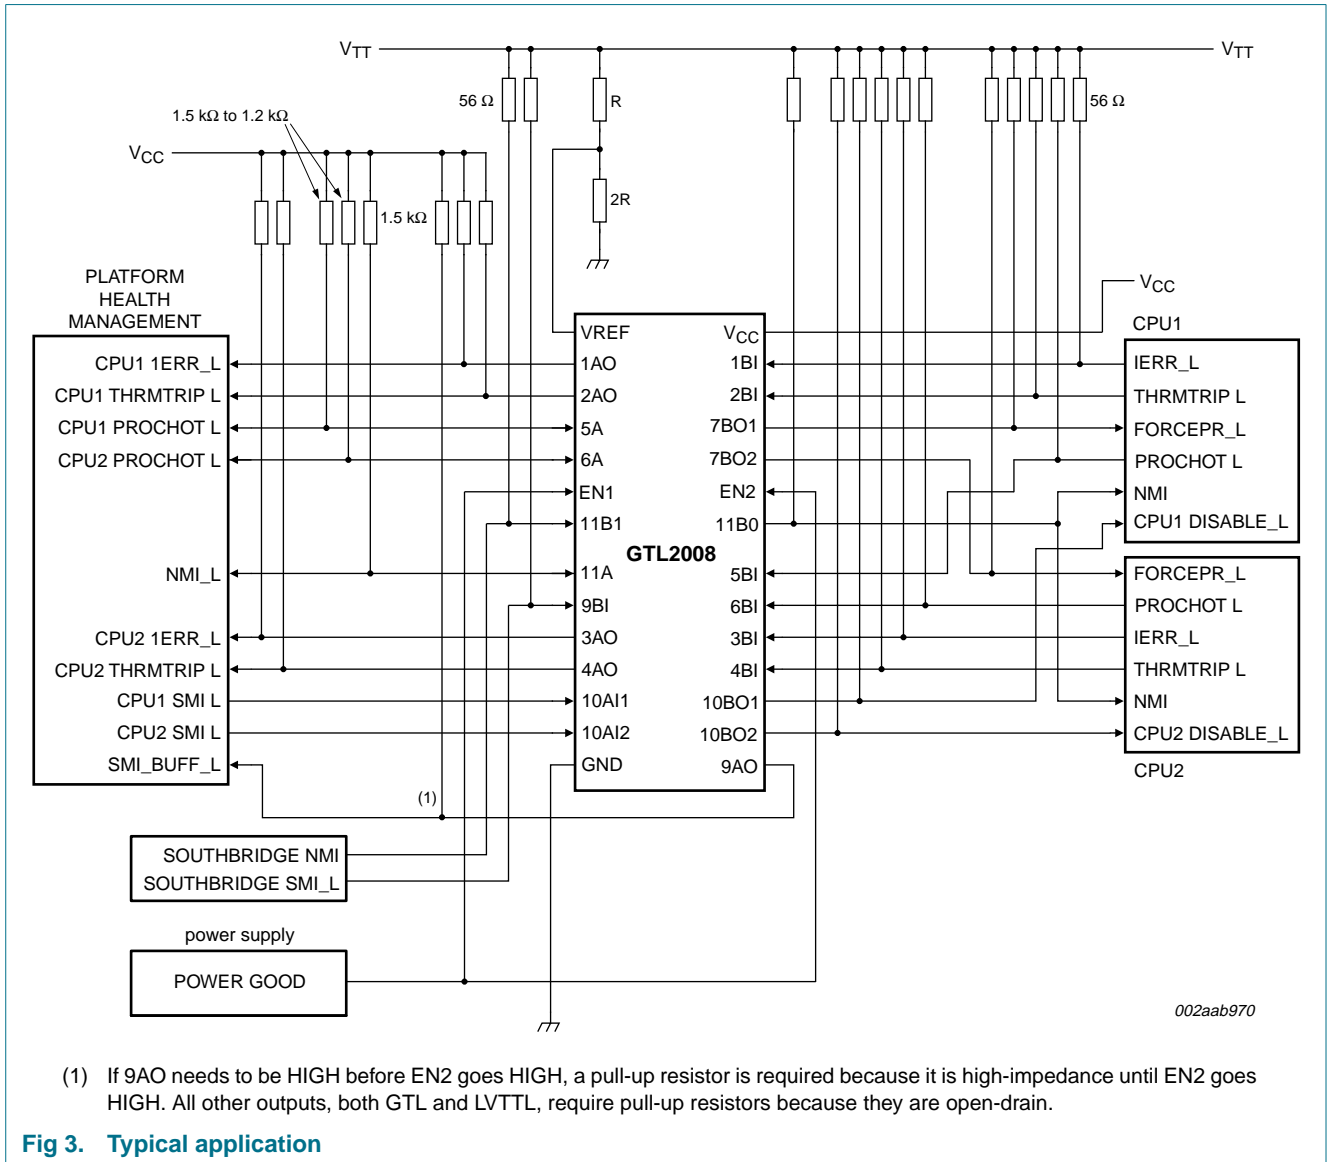 VTT
VTT
56 Ω
R
56 Ω
1.5 kΩ to 1.2 kΩ
VCC
2R
1.5 kΩ
PLATFORM
HEALTH
MANAGEMENT
VCC
CPU1
VREF
VCC
CPU1 1ERR_L
1AO
1BI
IERR_L
CPU1 THRMTRIP L
2AO
2BI
THRMTRIP L
CPU1 PROCHOT L
5A
7BO1
FORCEPR_L
CPU2 PROCHOT L
6A
7BO2
PROCHOT L
EN1
EN2
NMI
11B1
11B0
CPU1 DISABLE_L
GTL2008
NMI_L
11A
5BI
FORCEPR_L
9BI
6BI
PROCHOT L
CPU2 1ERR_L
3AO
3BI
IERR_L
CPU2 THRMTRIP L
4AO
4BI
THRMTRIP L
CPU1 SMI L
10AI1
10BO1
NMI
CPU2 SMI L
10AI2
10BO2
CPU2 DISABLE_L
SMI_BUFF_L
GND
9AO
CPU2
(1)
SOUTHBRIDGE NMI
SOUTHBRIDGE SMI_L
power supply
POWER GOOD
002aab970
(1) If 9AO needs to be HIGH before EN2 goes HIGH, a pull-up resistor is required because it is high-impedance until EN2 goes
HIGH. All other outputs, both GTL and LVTTL, require pull-up resistors because they are open-drain.
Fig 3. Typical application